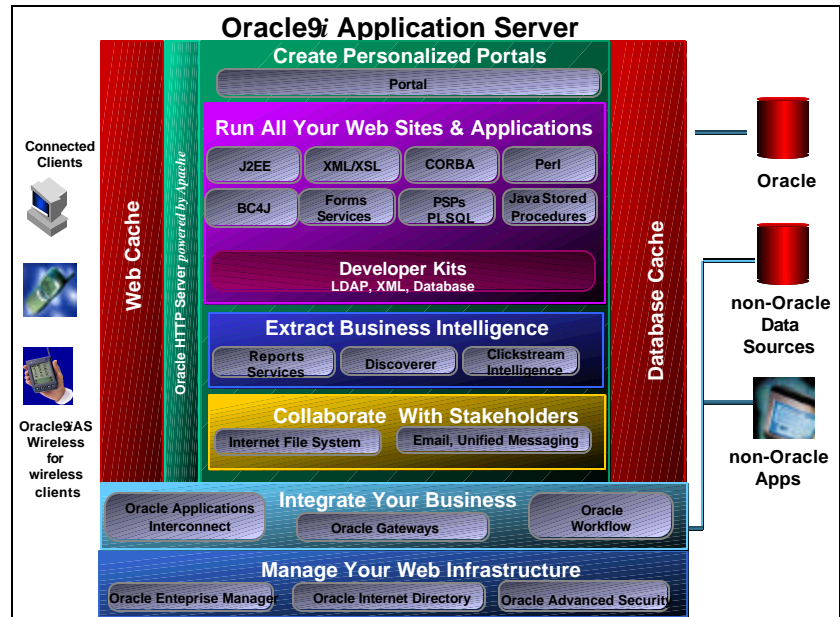 Oracle9i Application Server
Create Personalized Portals
Portal
Run All Your Web Sites & Applications
J2EE
XML/XSL
CORBA
Perl
BC4J
Forms
Services
PSPs
PLSQL
Java Stored
Procedures
Developer Kits
LDAP, XML, Database
Extract Business Intelligence
Reports
Services
Discoverer
Clickstream
Intelligence
Collaborate With Stakeholders
Internet File System
Email, Unified Messaging
Integrate Your Business
Oracle Applications
Interconnect
Oracle Gateways
Oracle
Workflow
Manage Your Web Infrastructure
Oracle Enteprise Manager
Oracle Internet Directory
Oracle Advanced Security
Web Cache
Oracle HTTP Server powered by Apache
Database Cache
Connected
Clients
Oracle9iAS
Wireless
for
wireless
clients
Oracle
non-Oracle
Data
Sources
non-Oracle
Apps